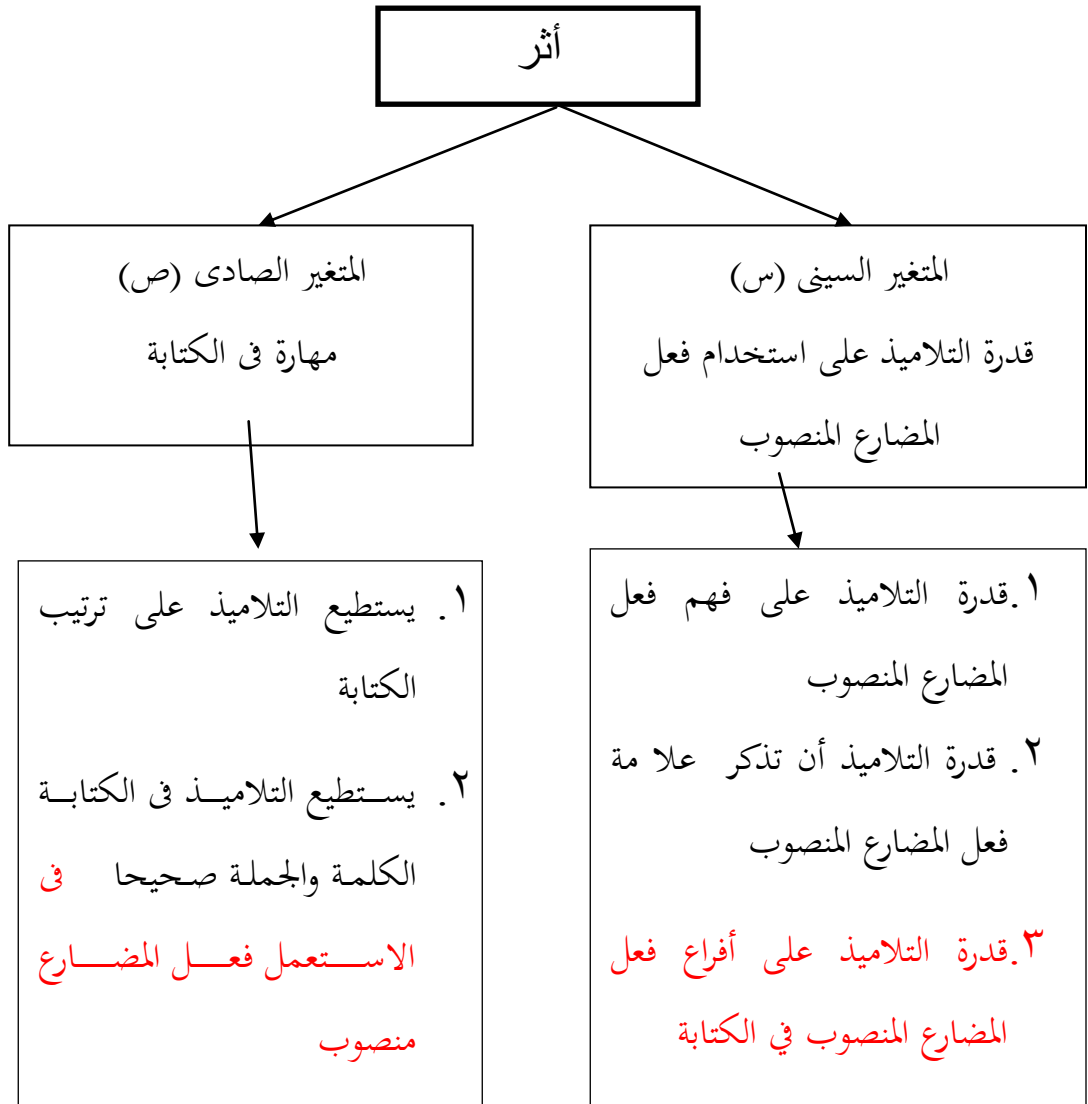 أثر
المتغير السينى (س)
قدرة التلاميذ على استخدام فعل
المضارع المنصوب
المتغير الصادى (ص)
مهارة فى الكتابة
١.قدرة التلاميذ على فهم فعل
المضارع المنصوب
٢. قدرة التلاميذ أن تذكر علا مة
فعل المضارع المنصوب
٣.قدرة التلاميذ على أفراع فعل
المضارع المنصوب في الكتابة
١. يستطيع التلاميذ على ترتيب
الكتابة
٢. يستطيع التلاميذ فى الكتابة
الكلمة والجملة صحيحا فى
الاستعمل فعل المضارع
منصوب